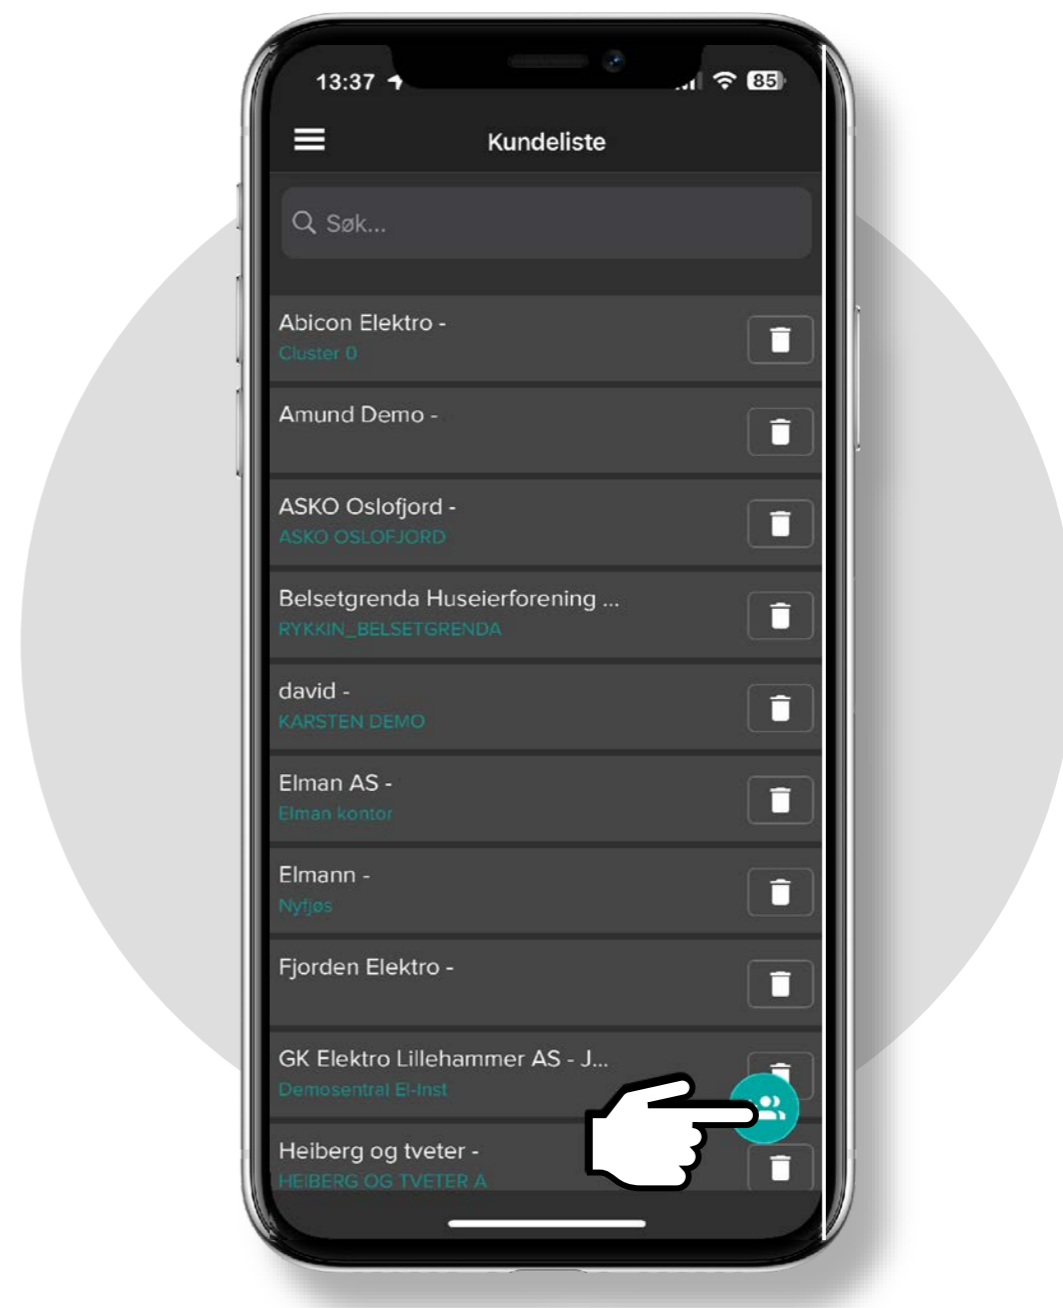 13:37
85
Kundeliste
Søk...
Abicon Elektro -
Cluster 0
Amund Demo -
ASKO Oslofjord -
ASKO OSLOFJORD
Belsetgrenda Huseierforening ...
RYKKIN_BELSETGRENDA
david -
KARSTEN DEMO
Elman AS -
Elman kontor
Elmann -
Nyfjøs
Fjorden Elektro -
GK Elektro Lillehammer AS - J...
Demosentral El-Inst
Heiberg og tveter -
HEIBERG OG TVETER A